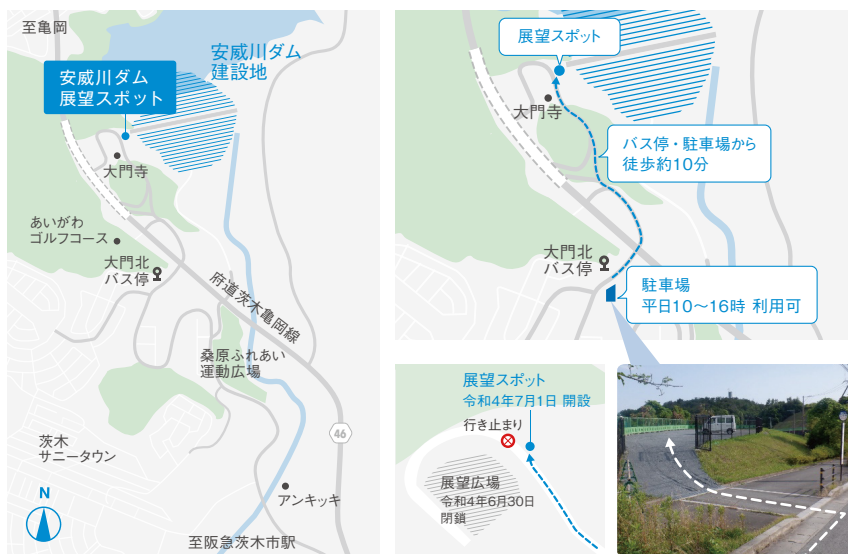 至亀岡
安威川ダム
建設地
安威川ダム
展望スポット
大門寺
あいがわ
ゴルフコース
大門北
バス停
府道茨木亀岡線
桑原ふれあい
運動広場
46
茨木
サニータウン
N
アンキッキ
至阪急茨木市駅
展望スポット
大門寺
バス停・駐車場から
徒歩約10分
大門北
バス停
駐車場
平日10～16時 利用可
展望スポット
令和4年7月1日 開設
行き止まり
展望広場
令和4年6月30日
閉鎖